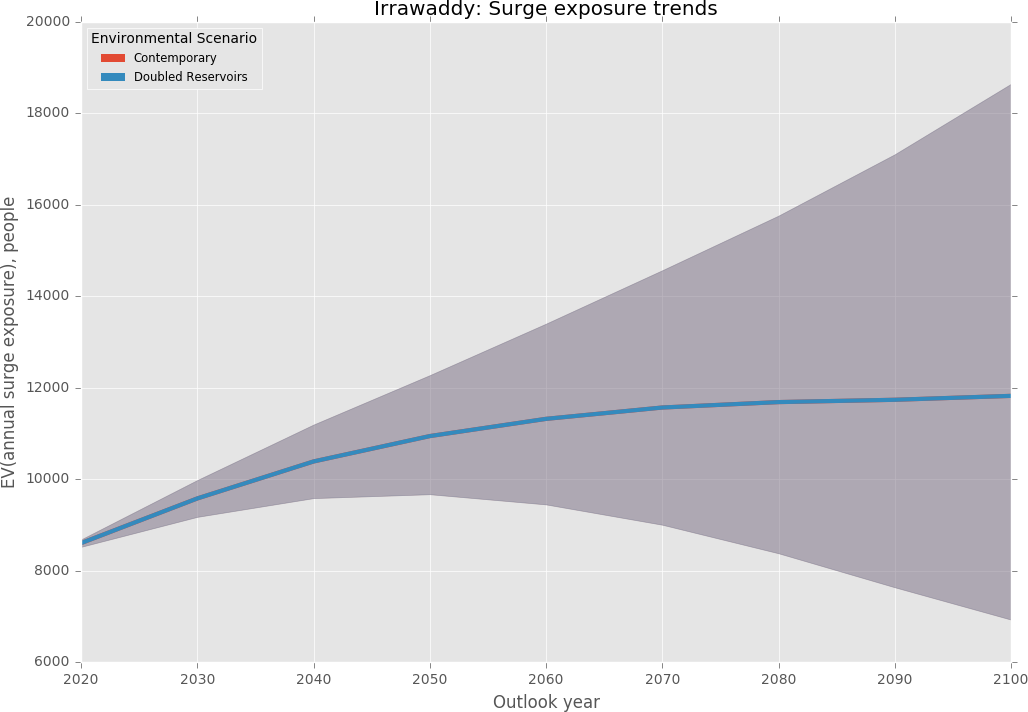 Irrawaddy: Surge exposure trends
20000
18000
16000
14000
12000
10000
8000
6000
EV(annual surge exposure), people
Environmental Scenario
Contemporary
Doubled Reservoirs
2020 2030 2040 2050 2060 2070 2080 2090 2100
Outlook year